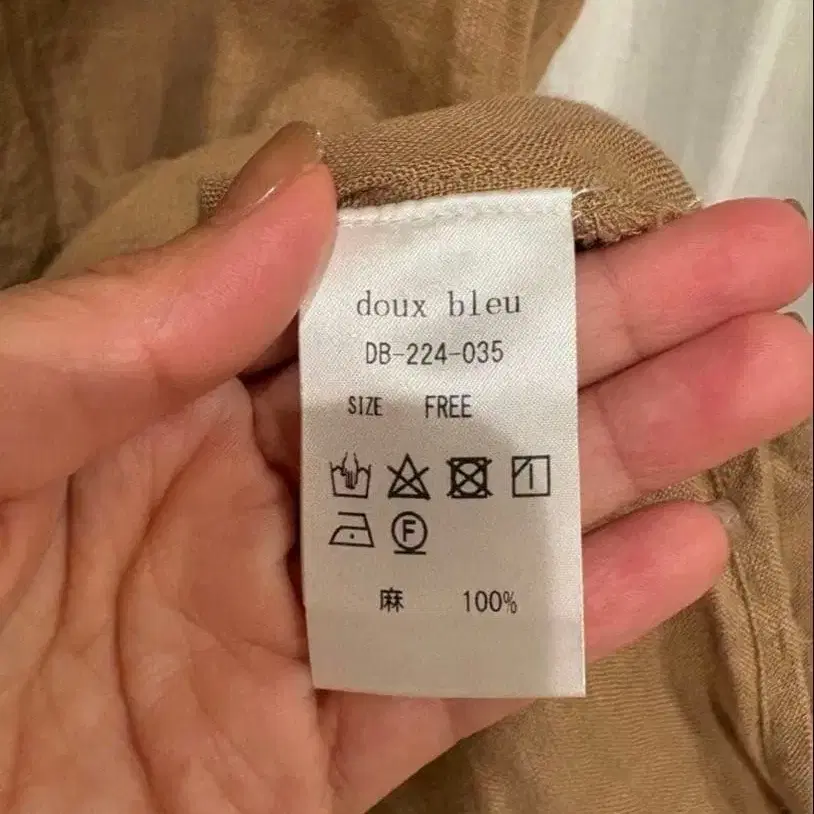 doux bleu
DB-224-035
SIZE FREE
F
麻 100%